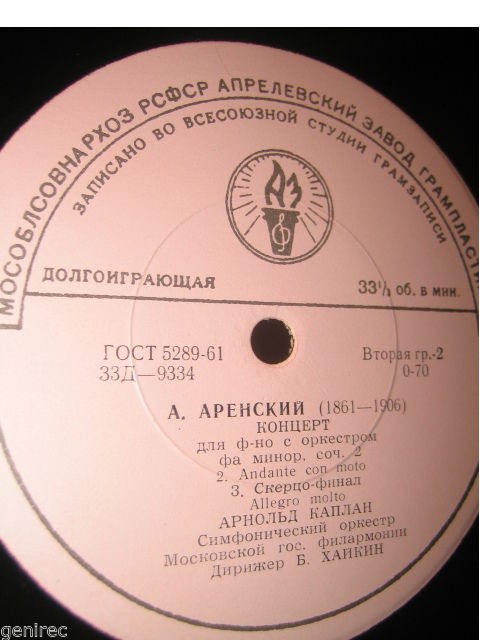 МОСОБЛСОВНАРХОЗ РСФСР АПРЕЛЕВСКИЙ ЗАВОД ГРАМПЛАСТИ
ЗАПИСАНО ВО ВСЕСОЮЗНОЙ СТУДИИ ГРАМЗАПИСИ
АЗ
ДОЛГОИГРАЮЩАЯ
33⅓ об. в мин.
ГОСТ 5289-61
Вторая гр.-2
33Д—9334
0-70
А. АРЕНСКИЙ (1861—1906)
КОНЦЕРТ
для ф-но с оркестром
фа минор, соч. 2
2. Andante con moto
3. Скерцо-финал
Allegro molto
АРНОЛЬД КАПЛАН
Симфонический оркестр
Московской гос. филармонии
Дирижер Б. ХАЙКИН
genirec